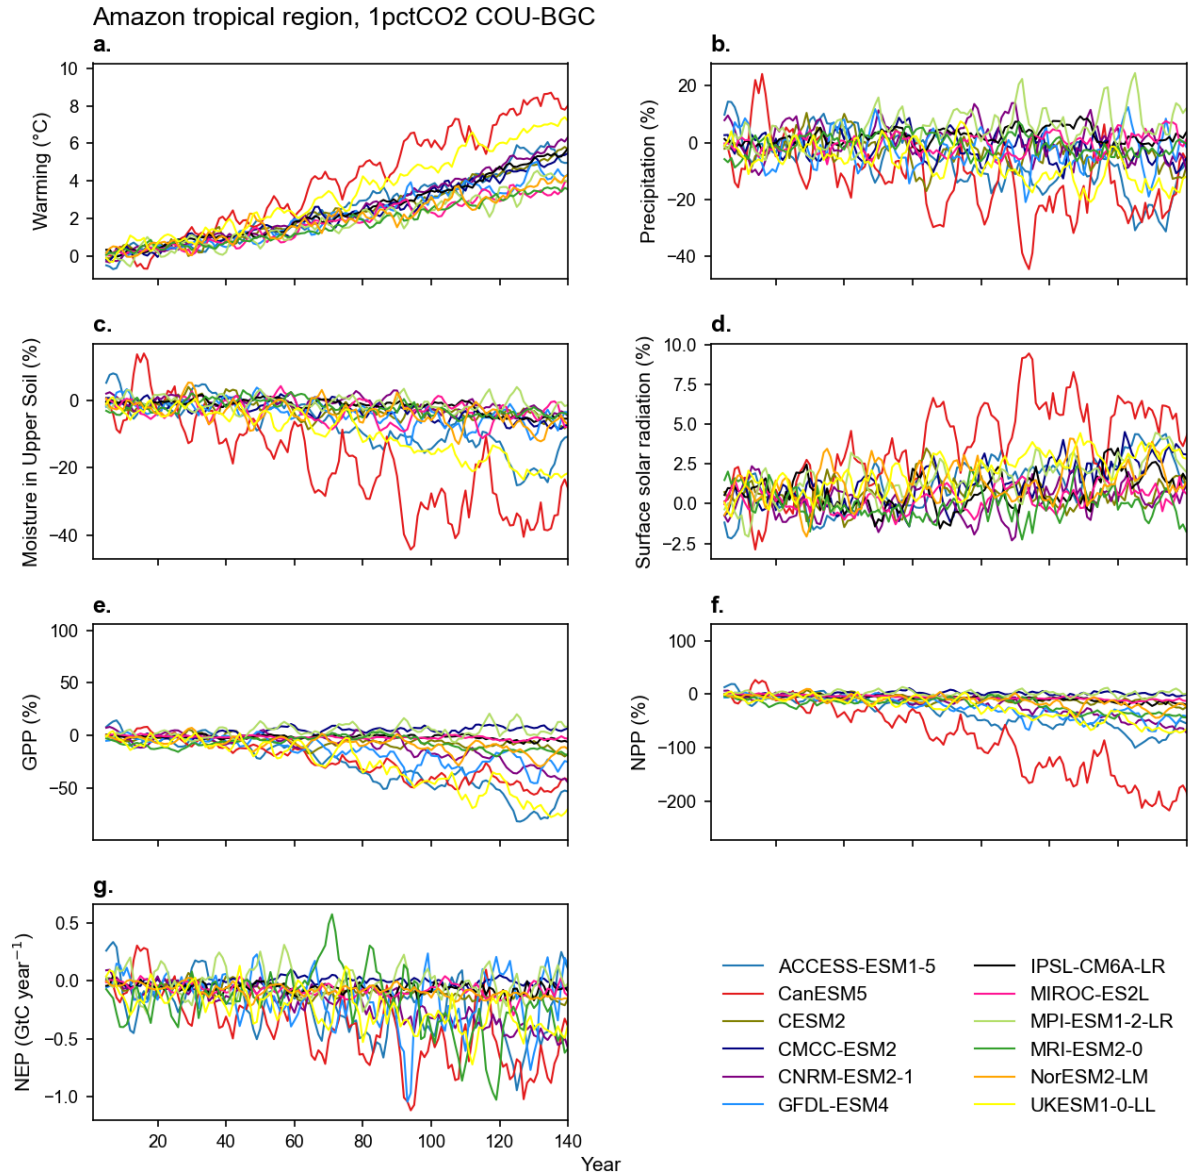 Amazon tropical region, 1pctCO2 COU-BGC
a.
Warming (°C)
10
8
6
4
2
0
b.
Precipitation (%)
20
0
−20
−40
c.
Moisture in Upper Soil (%)
0
−20
−40
d.
Surface solar radiation (%)
10.0
7.5
5.0
2.5
0.0
−2.5
e.
GPP (%)
100
50
0
−50
f.
NPP (%)
100
0
−100
−200
g.
NEP (GtC year⁻¹)
0.5
0.0
−0.5
−1.0
20 40 60 80 100 120 140
Year
ACCESS-ESM1-5
CanESM5
CESM2
CMCC-ESM2
CNRM-ESM2-1
GFDL-ESM4
IPSL-CM6A-LR
MIROC-ES2L
MPI-ESM1-2-LR
MRI-ESM2-0
NorESM2-LM
UKESM1-0-LL